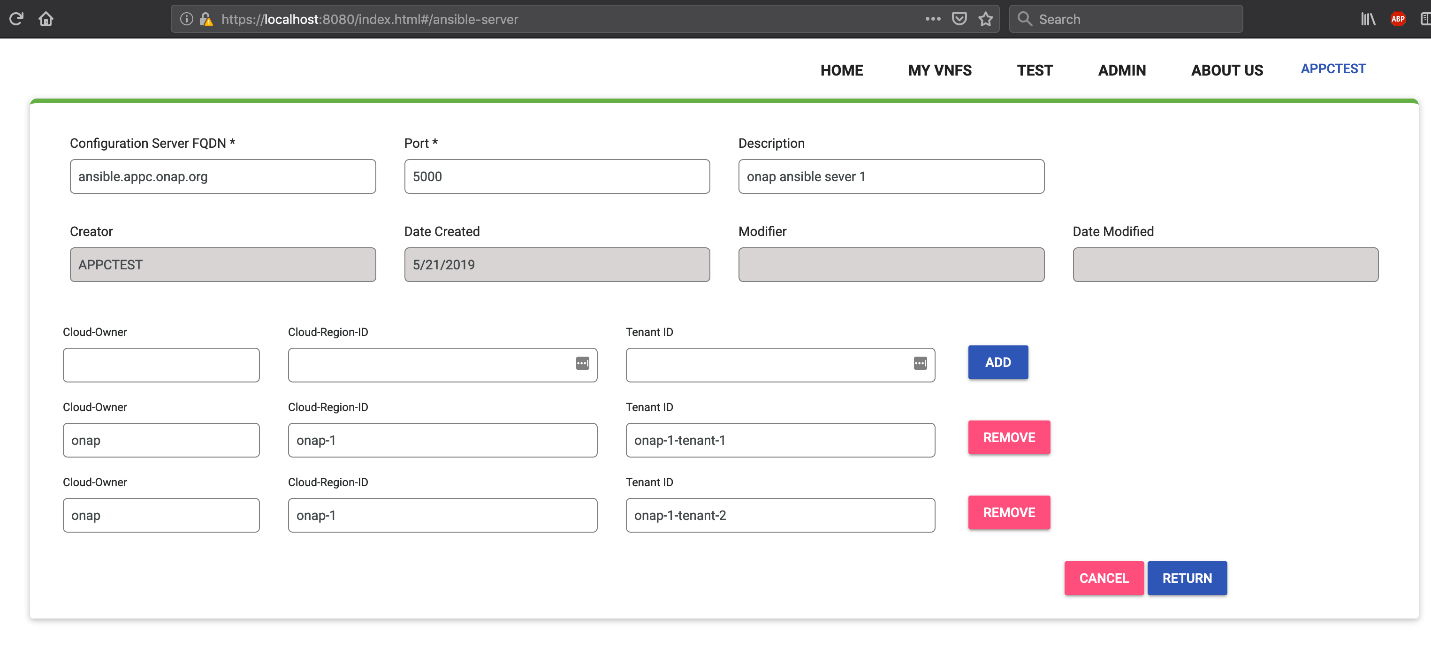 https://localhost:8080/index.html#/ansible-server
Search
ABP
HOME MY VNFS TEST ADMIN ABOUT US APPCTEST
Configuration Server FQDN * Port * Description
ansible.appc.onap.org 5000 onap ansible sever 1
Creator Date Created Modifier Date Modified
APPCTEST 5/21/2019
Cloud-Owner Cloud-Region-ID Tenant ID
ADD
Cloud-Owner Cloud-Region-ID Tenant ID
onap onap-1 onap-1-tenant-1 REMOVE
Cloud-Owner Cloud-Region-ID Tenant ID
onap onap-1 onap-1-tenant-2 REMOVE
CANCEL RETURN